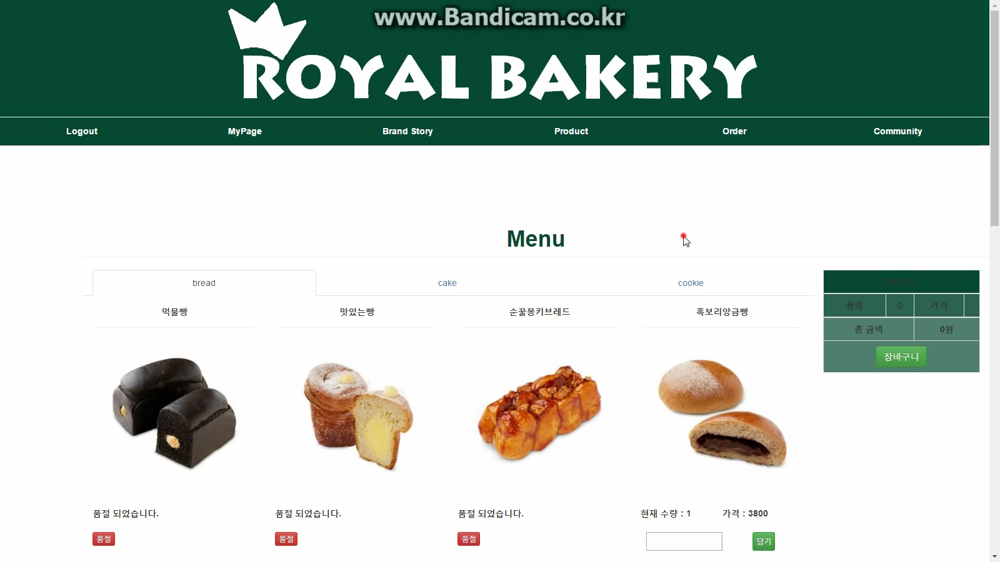 www.Bandicam.co.kr
ROYAL BAKERY
Logout MyPage Brand Story Product Order Community
Menu
bread cake cookie
먹물빵 맛있는빵 순꿀몽키브레드 흑보리앙금빵
품명 수 가격
총 금액 0원
장바구니
품절 되었습니다. 품절 되었습니다. 품절 되었습니다. 현재 수량 : 1 가격 : 3800
품절 품절 품절 담기